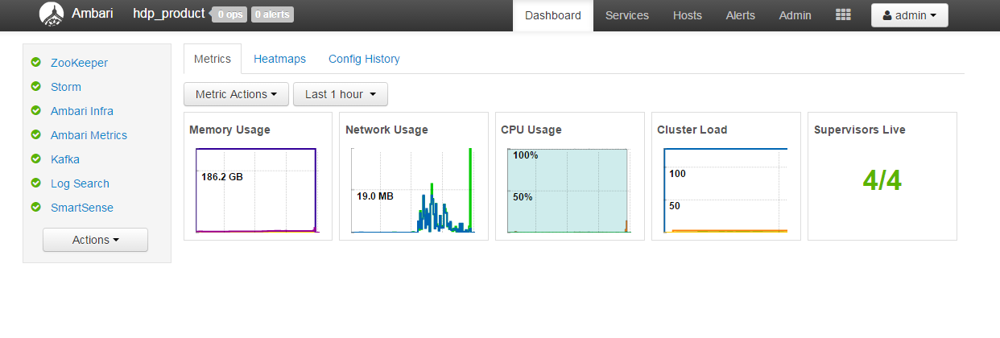 Ambari hdp_product 0 ops 0 alerts Dashboard Services Hosts Alerts Admin admin
ZooKeeper
Storm
Ambari Infra
Ambari Metrics
Kafka
Log Search
SmartSense
Actions
Metrics Heatmaps Config History
Metric Actions Last 1 hour
Memory Usage
186.2 GB
Network Usage
19.0 MB
CPU Usage
100%
50%
Cluster Load
100
50
Supervisors Live
4/4